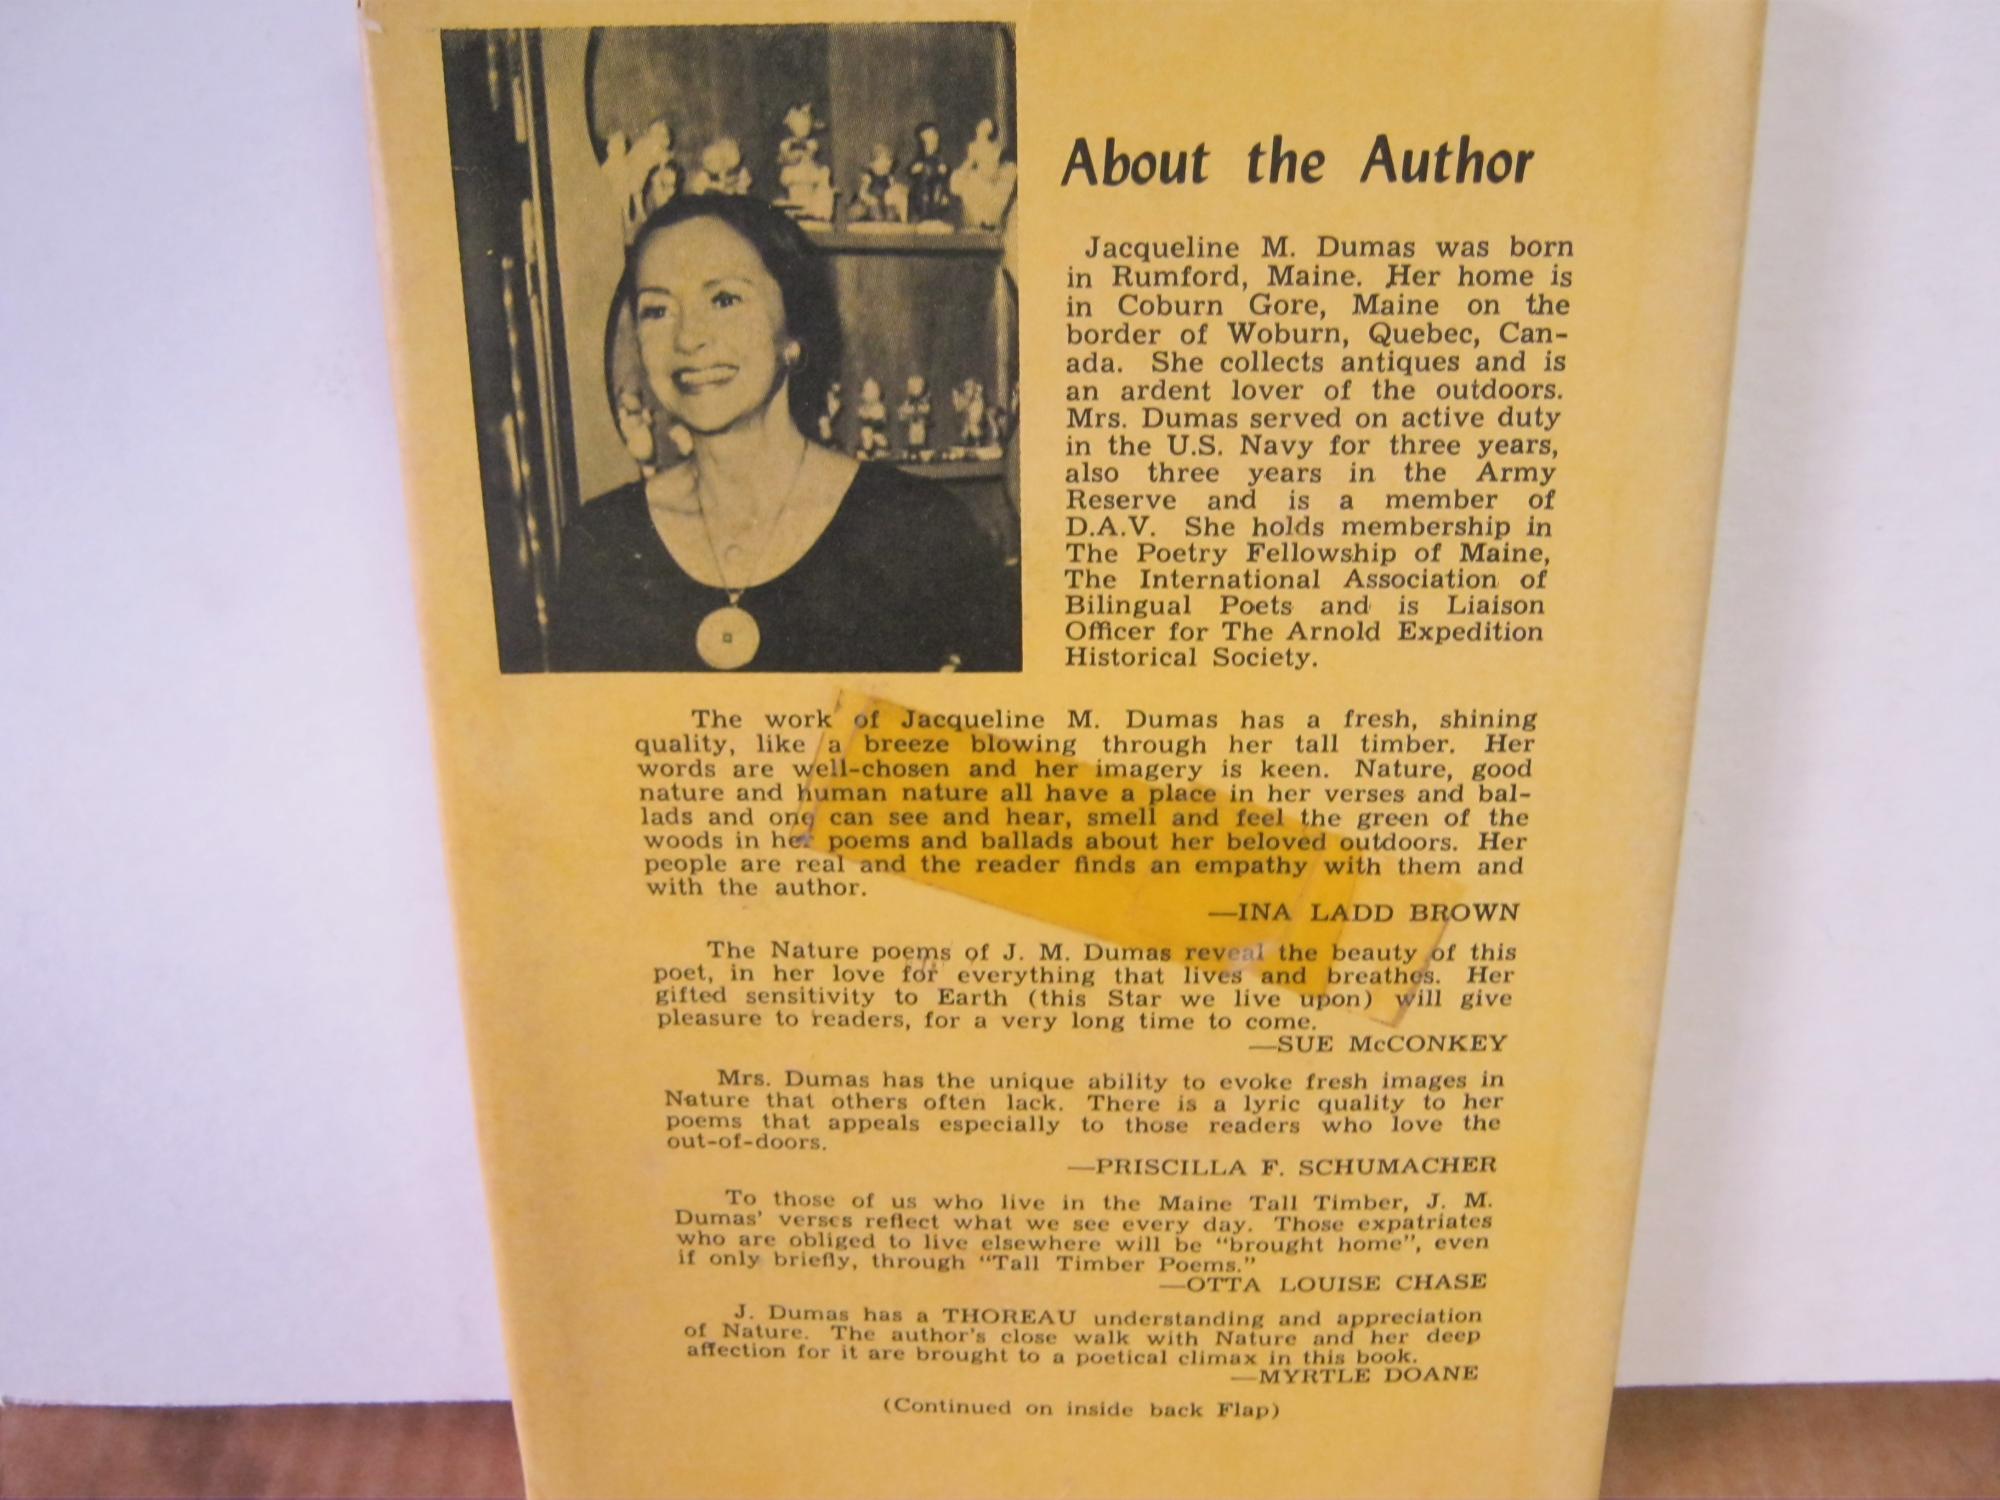 About the Author
Jacqueline M. Dumas was born
in Rumford, Maine. Her home is
in Coburn Gore, Maine on the
border of Woburn, Quebec, Can-
ada. She collects antiques and is
an ardent lover of the outdoors.
Mrs. Dumas served on active duty
in the U.S. Navy for three years,
also three years in the Army
Reserve and is a member of
D.A.V. She holds membership in
The Poetry Fellowship of Maine,
The International Association of
Bilingual Poets and is Liaison
Officer for The Arnold Expedition
Historical Society.
The work of Jacqueline M. Dumas has a fresh, shining
quality, like a breeze blowing through her tall timber. Her
words are well-chosen and her imagery is keen. Nature, good
nature and human nature all have a place in her verses and bal-
lads and one can see and hear, smell and feel the green of the
woods in her poems and ballads about her beloved outdoors. Her
people are real and the reader finds an empathy with them and
with the author.
—INA LADD BROWN
The Nature poems of J. M. Dumas reveal the beauty of this
poet, in her love for everything that lives and breathes. Her
gifted sensitivity to Earth (this Star we live upon) will give
pleasure to readers, for a very long time to come.
—SUE McCONKEY
Mrs. Dumas has the unique ability to evoke fresh images in
Nature that others often lack. There is a lyric quality to her
poems that appeals especially to those readers who love the
out-of-doors.
—PRISCILLA F. SCHUMACHER
To those of us who live in the Maine Tall Timber, J. M.
Dumas' verses reflect what we see every day. Those expatriates
who are obliged to live elsewhere will be "brought home", even
if only briefly, through "Tall Timber Poems."
—OTTA LOUISE CHASE
J. Dumas has a THOREAU understanding and appreciation
of Nature. The author's close walk with Nature and her deep
affection for it are brought to a poetical climax in this book.
—MYRTLE DOANE
(Continued on inside back Flap)